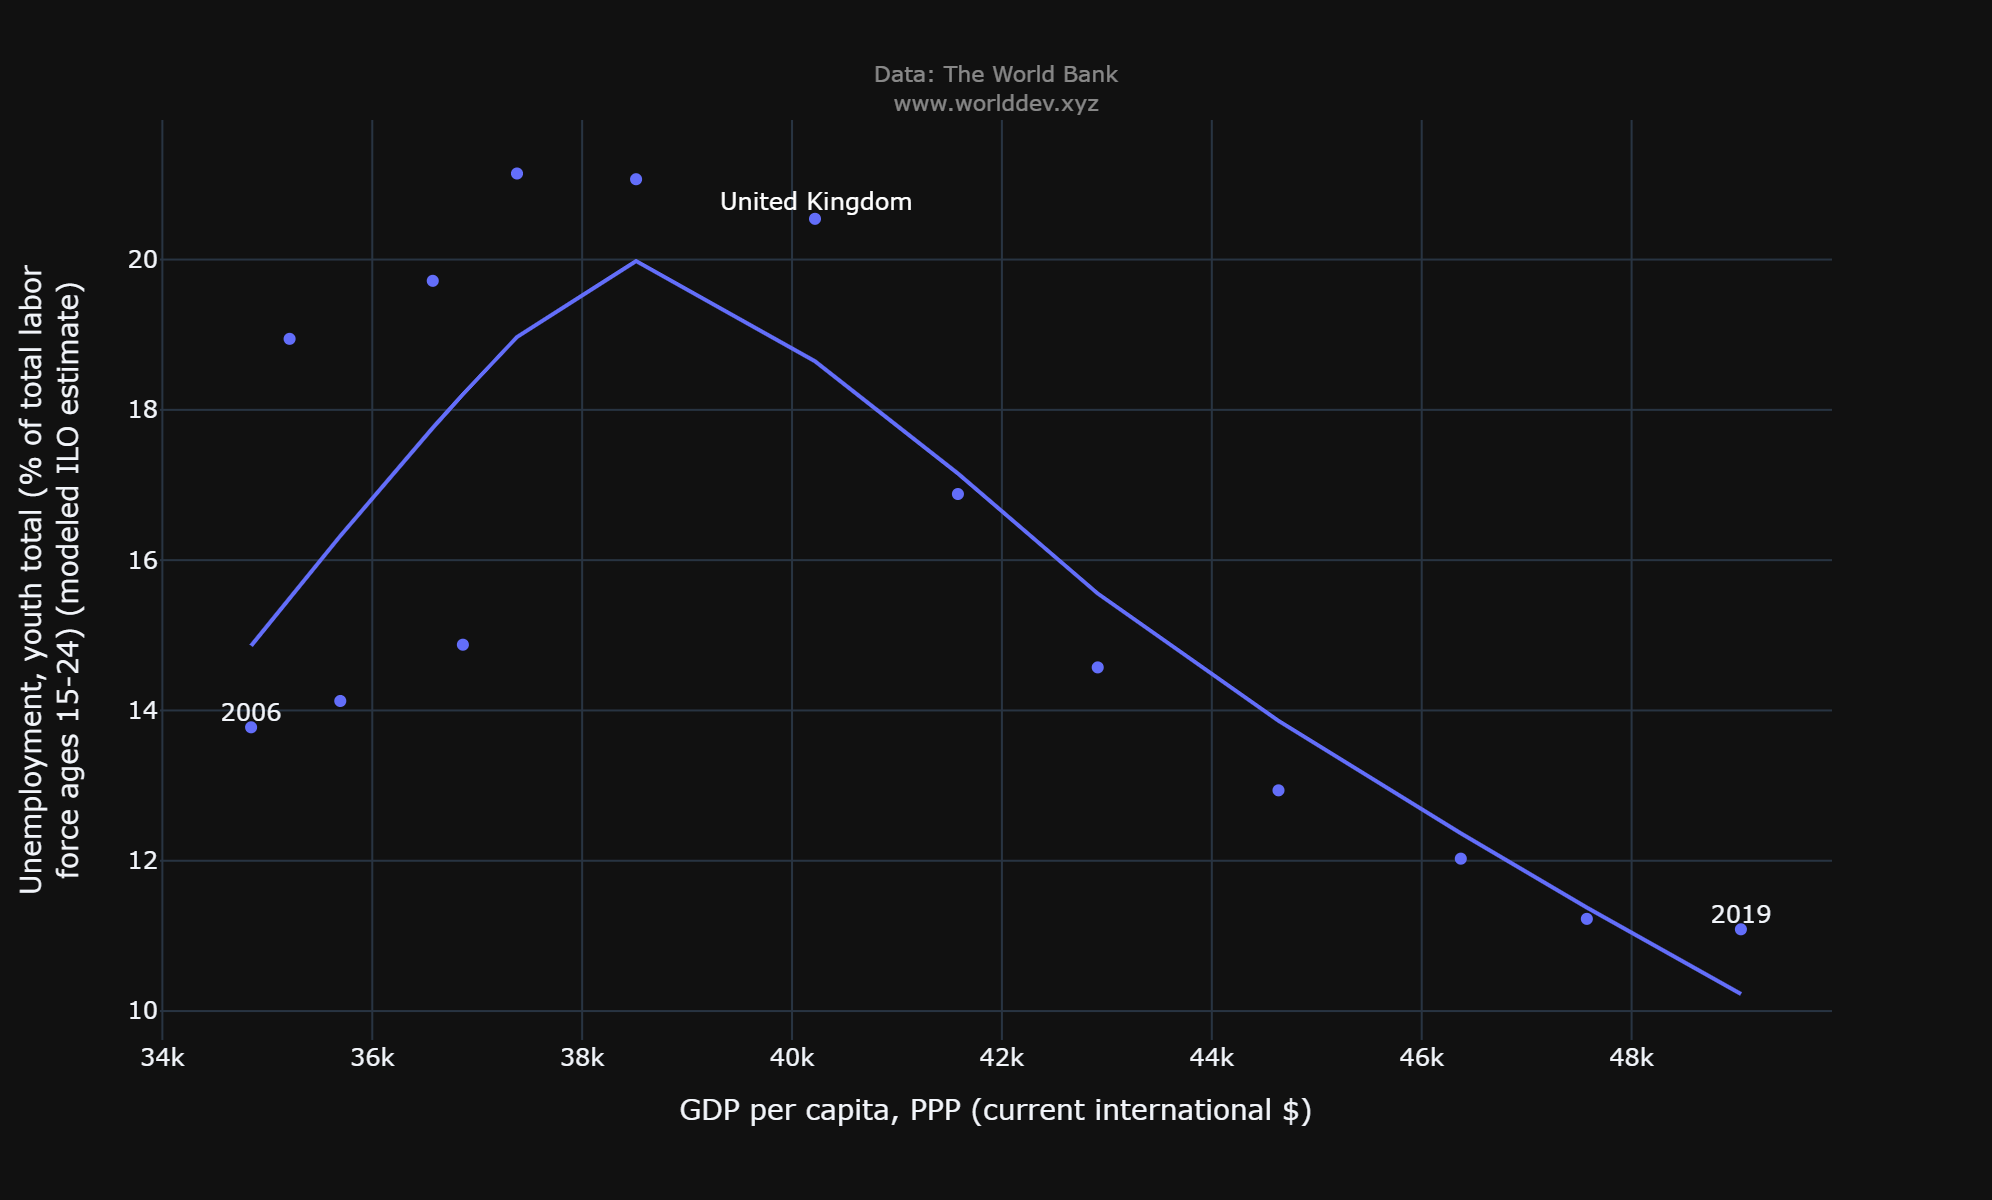 Data: The World Bank
www.worlddev.xyz
United Kingdom
20
18
16
14
12
10
2006
2019
Unemployment, youth total (% of total labor
force ages 15-24) (modeled ILO estimate)
34k
36k
38k
40k
42k
44k
46k
48k
GDP per capita, PPP (current international $)